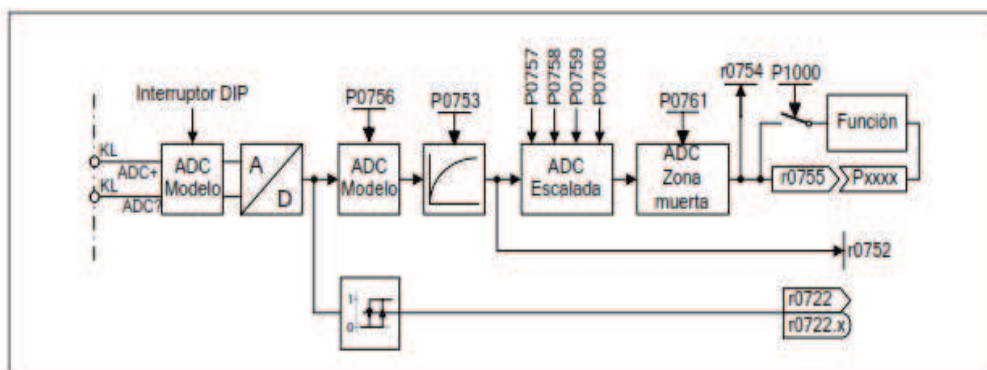 Interruptor DIP
P0756
P0753
P0757
P0758
P0759
P0760
P0761
r0754
P1000
KL
ADC+
KL
ADC?
ADC
Modelo
A
D
ADC
Modelo
ADC
Escalada
ADC
Zona
muerta
Función
r0755
Pxxxx
r0752
1
0
r0722
r0722.x